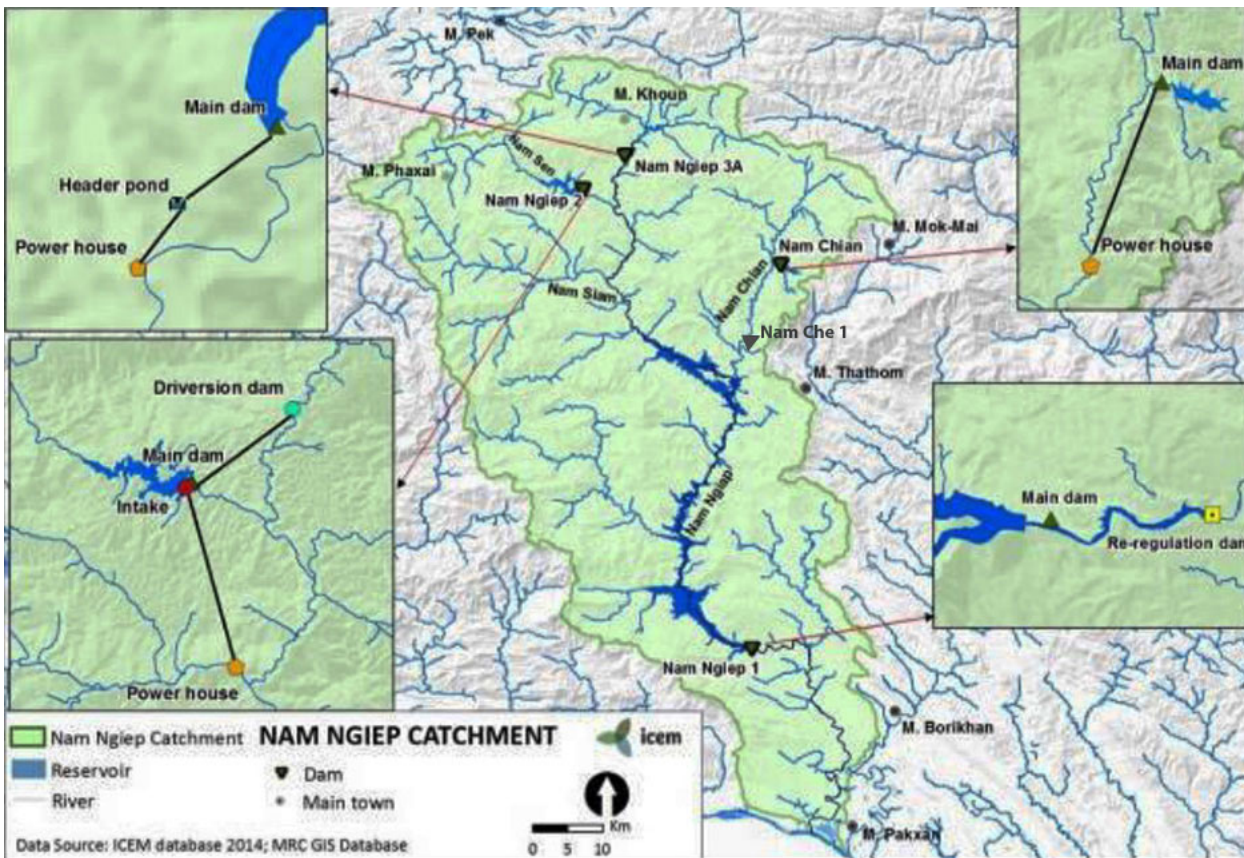 M. Pek
M. Khoun
Nam Ngiep 3A
Nam Sen
M. Phaxai
Nam Ngiep 2
M. Mok-Mai
Nam Chian
Nam Chian
Nam Siam
Nam Che 1
M. Thathom
Nam Ngiap
Nam Ngiep 1
M. Borikhan
M. Pakxan
Main dam
Header pond
Power house
Main dam
Power house
Driversion dam
Main dam
Intake
Power house
Main dam
Re-regulation dam
Nam Ngiep Catchment
NAM NGIEP CATCHMENT
icem
Reservoir
River
Dam
Main town
Km
0 5 10
Data Source: ICEM database 2014; MRC GIS Database